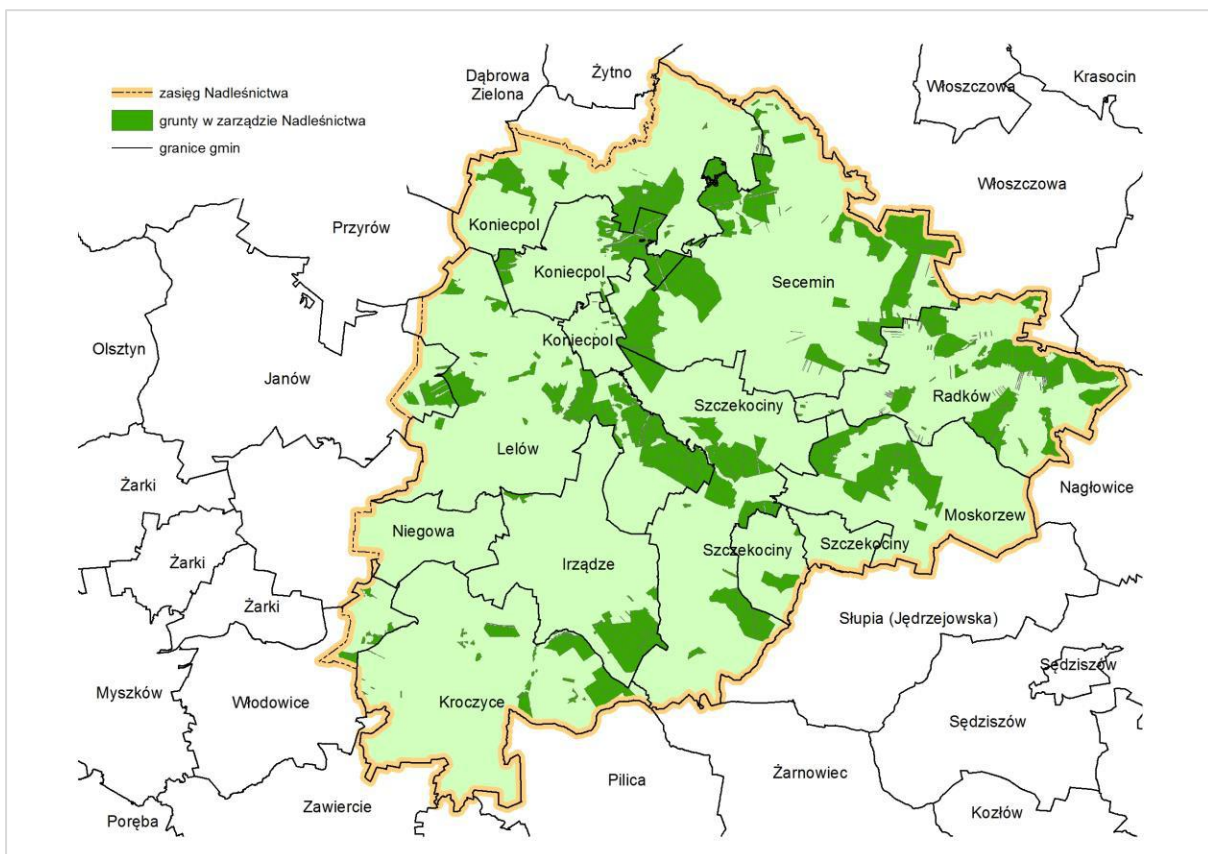 Dąbrowa
Zielona
Żytno
Włoszczowa
Krasocin
zasięg Nadleśnictwa
grunty w zarządzie Nadleśnictwa
granice gmin
Włoszczowa
Przyrów
Koniecpol
Koniecpol
Secemin
Koniecpol
Olsztyn
Janów
Radków
Szczekociny
Lelów
Żarki
Nagłowice
Moskorzew
Niegowa
Szczekociny
Szczekociny
Żarki
Irządze
Żarki
Słupia (Jędrzejowska)
Sędziszów
Myszków
Włodowice
Kroczyce
Sędziszów
Pilica
Żarnowiec
Zawiercie
Kozłów
Poręba